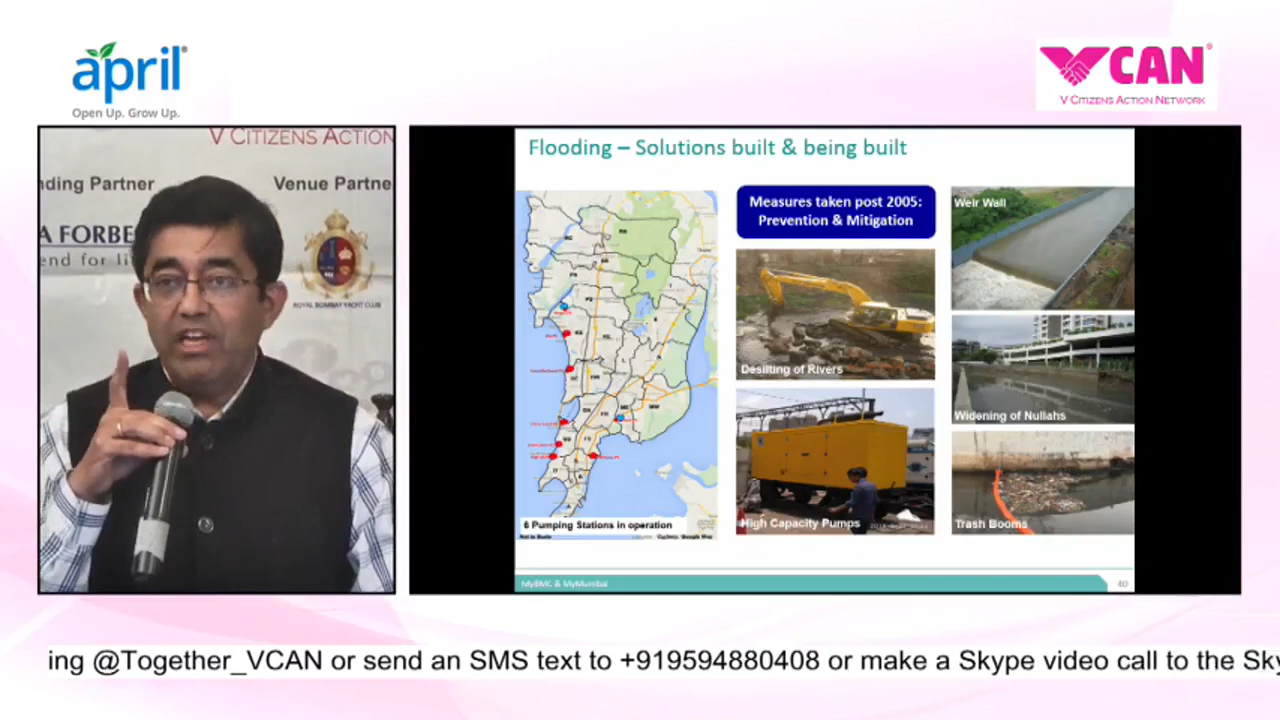 april
Open Up. Grow Up.
VCAN
V CITIZENS ACTION NETWORK
V CITIZENS ACTION
nding Partner
Venue Partne
A FORBE
end for li
ROYAL BOMBAY YACHT CLUB
Flooding – Solutions built & being built
6 Pumping Stations in operation
Measures taken post 2005:
Prevention & Mitigation
Desilting of Rivers
High Capacity Pumps
Weir Wall
Widening of Nullahs
Trash Booms
MyBMC & MyMumbai
40
ing @Together_VCAN or send an SMS text to +919594880408 or make a Skype video call to the Sky